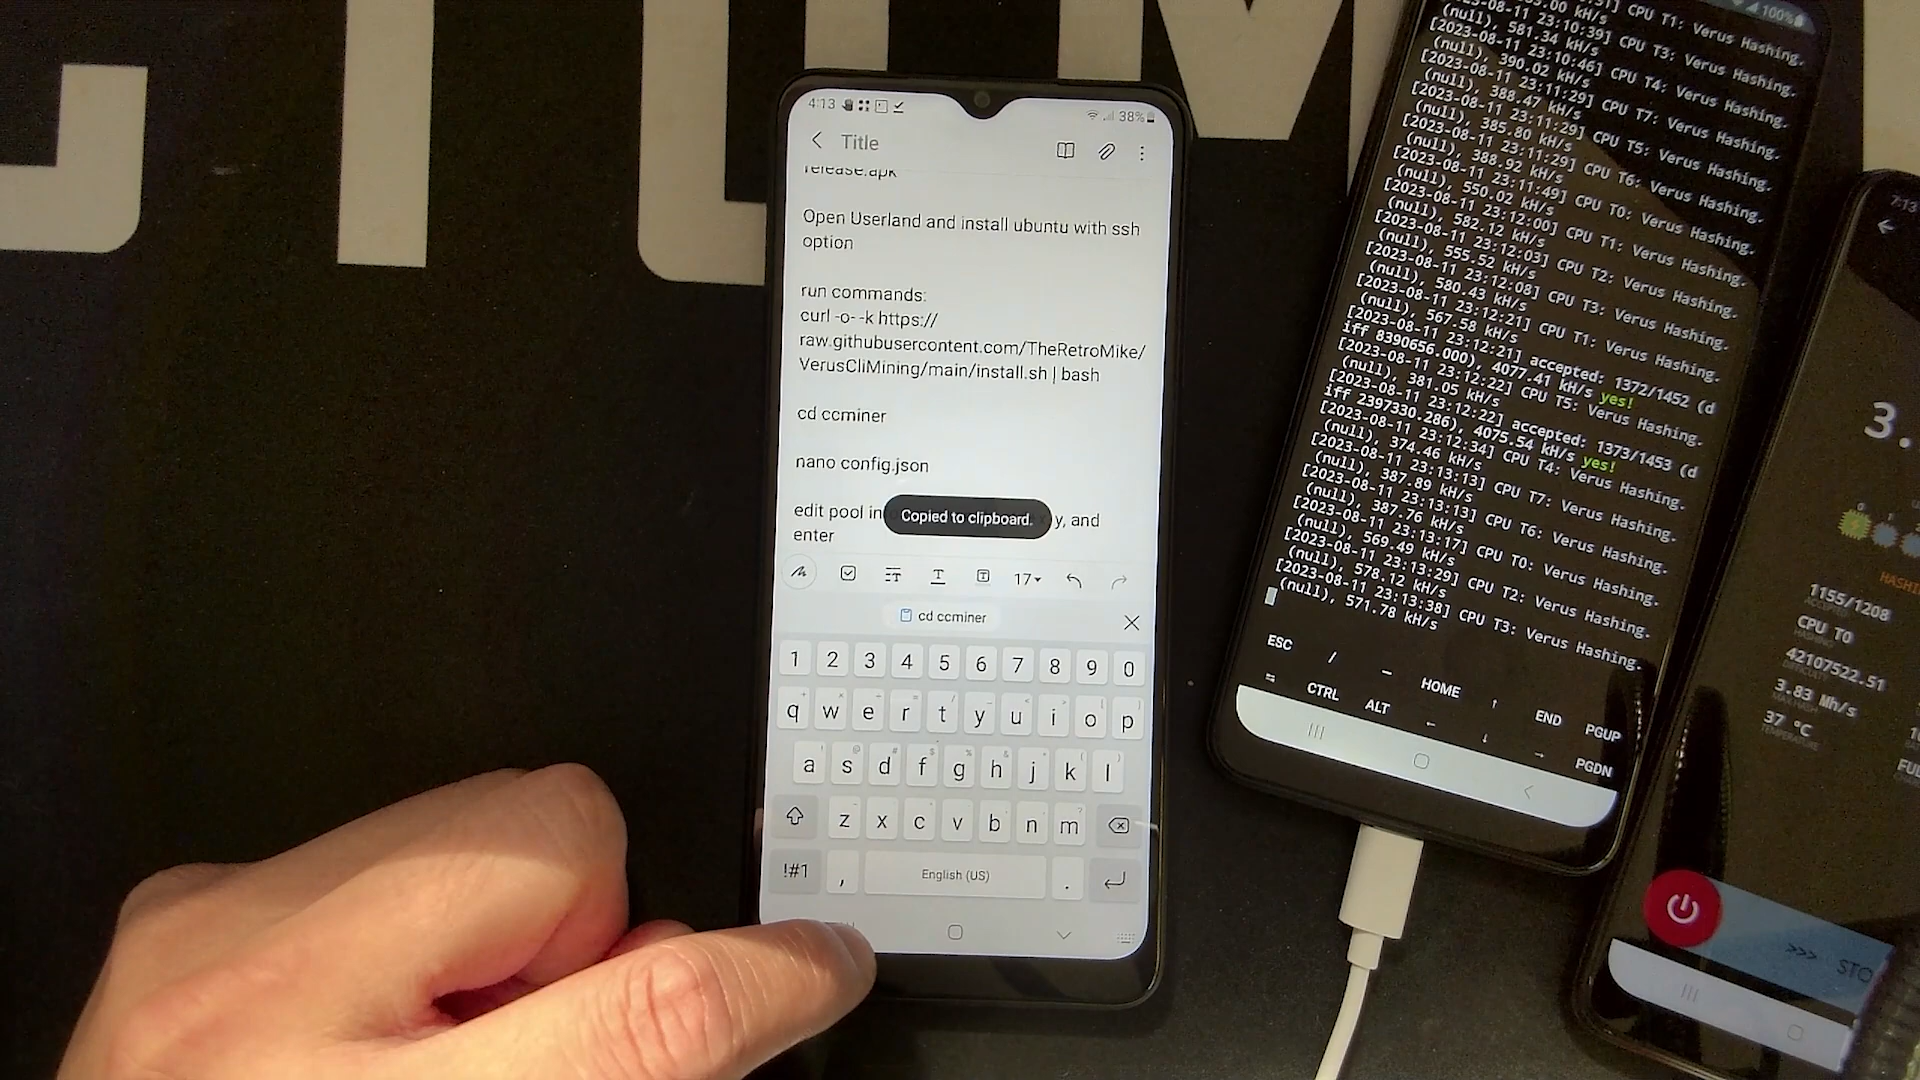 4:13
38%
Title
release.apk
Open Userland and install ubuntu with ssh
option
run commands:
curl -o- -k https://
raw.githubusercontent.com/TheRetroMike/
VerusCliMining/main/install.sh | bash
cd ccminer
nano config.json
edit pool in
y, and
enter
Copied to clipboard.
17
cd ccminer
1 2 3 4 5 6 7 8 9 0
q w e r t y u i o p
a s d f g h j k l
z x c v b n m
!#1 , English (US) .
100%
CPU T1: Verus Hashing.
.00 kH/s
-08-11 23:10:39] CPU T3: Verus Hashing.
(null), 581.34 kH/s
[2023-08-11 23:10:46] CPU T4: Verus Hashing.
(null), 390.02 kH/s
[2023-08-11 23:11:29] CPU T7: Verus Hashing.
(null), 388.47 kH/s
[2023-08-11 23:11:29] CPU T5: Verus Hashing.
(null), 385.80 kH/s
[2023-08-11 23:11:29] CPU T6: Verus Hashing.
(null), 388.92 kH/s
[2023-08-11 23:11:49] CPU T0: Verus Hashing.
(null), 550.02 kH/s
[2023-08-11 23:12:00] CPU T1: Verus Hashing.
(null), 582.12 kH/s
[2023-08-11 23:12:03] CPU T2: Verus Hashing.
(null), 555.52 kH/s
[2023-08-11 23:12:08] CPU T3: Verus Hashing.
(null), 580.43 kH/s
[2023-08-11 23:12:21] CPU T1: Verus Hashing.
(null), 567.58 kH/s
[2023-08-11 23:12:21] accepted: 1372/1452 (d
iff 8390656.000), 4077.41 kH/s yes!
[2023-08-11 23:12:22] CPU T5: Verus Hashing.
(null), 381.05 kH/s
[2023-08-11 23:12:22] accepted: 1373/1453 (d
iff 2397330.286), 4075.54 kH/s yes!
[2023-08-11 23:12:34] CPU T4: Verus Hashing.
(null), 374.46 kH/s
[2023-08-11 23:13:13] CPU T7: Verus Hashing.
(null), 387.89 kH/s
[2023-08-11 23:13:13] CPU T6: Verus Hashing.
(null), 387.76 kH/s
[2023-08-11 23:13:17] CPU T0: Verus Hashing.
(null), 569.49 kH/s
[2023-08-11 23:13:29] CPU T2: Verus Hashing.
(null), 578.12 kH/s
[2023-08-11 23:13:38] CPU T3: Verus Hashing.
(null), 571.78 kH/s
ESC / - HOME ↑ END PGUP
CTRL ALT ← ↓ → PGDN
7:13
3.
1155/1208
CPU T0
42107522.51
3.83 Mh/s
37 °C
TEMPERATURE
>>> STO